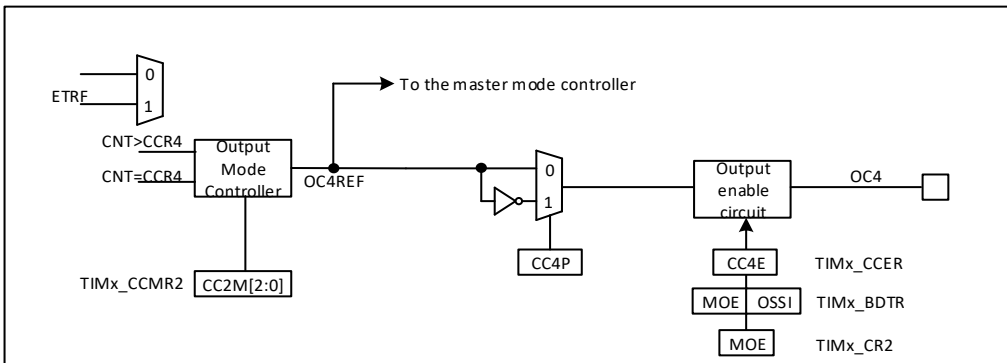 To the master mode controller
0
ETRF
1
CNT>CCR4
CNT=CCR4
Output
Mode
Controller
OC4REF
0
1
Output
enable
circuit
OC4
CC4P
CC4E
TIMx_CCER
TIMx_CCMR2
CC2M[2:0]
MOE
OSSI
TIMx_BDTR
MOE
TIMx_CR2